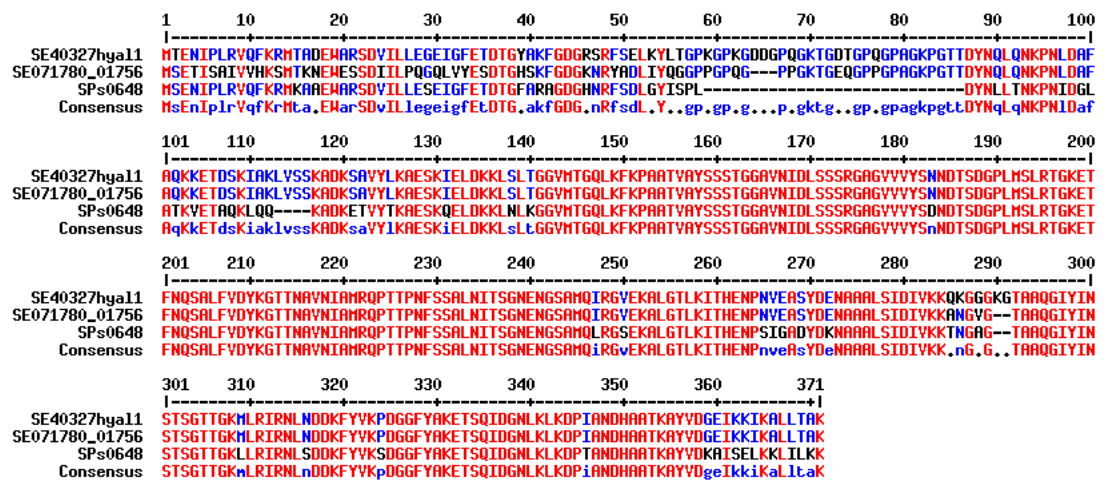 1 10 20 30 40 50 60 70 80 90 100
|--------+---------+---------+---------+---------+---------+---------+---------+---------+---------|
SE40327hyal1 MTENIPLRVQFKRMTADEWARSDVILLEGEIGFETDTGYAKFGDGRSRFSELKYLTGPKGPKGDDGPQGKTGDTGPQGPAGKPGTTDYNQLQNKPNLDAF
SE071780_01756 MSETISAIVVHKSMTKNEWESSDIILPQGQLVYESDTGHSKFGDGKNRYADLIYQGGPPGPQG---PPGKTGEQGPPGPAGKPGTTDYNQLQNKPNLDAF
SPs0648 MSENIPLRVQFKRMKAAEWARSDVILLESEIGFETDTGFARAGDGHNRFSDLGYISPL----------------------------DYNLLTNKPNIDGL
Consensus MsEnIplrVqfKrMta.EWarSDvILlegeigfEtDTG.akfGDG.nRfsdL.Y..gp.gp.g...p.gktg..gp.gpagkpgttDYNqLqNKPNlDaf
101 110 120 130 140 150 160 170 180 190 200
|--------+---------+---------+---------+---------+---------+---------+---------+---------+---------|
SE40327hyal1 AQKKETDSKIAKLVSSKADKSAVYLKAESKIELDKKLSLTGGVMTGQLKFKPAATVAYSSSTGGAVNIDLSSSRGAGVVVYSNNDTSDGPLMSLRTGKET
SE071780_01756 AQKKETDSKIAKLVSSKADKSAVYLKAESKIELDKKLSLTGGVMTGQLKFKPAATVAYSSSTGGAVNIDLSSSRGAGVVVYSNNDTSDGPLMSLRTGKET
SPs0648 ATKVETAQKLQQ----KADKETVYTKAESKQELDKKLNLKGGVMTGQLKFKPAATVAYSSSTGGAVNIDLSSSRGAGVVVYSDNDTSDGPLMSLRTGKET
Consensus AqKkETdsKiaklvssKADKsaVYlKAESKiELDKKLsLtGGVMTGQLKFKPAATVAYSSSTGGAVNIDLSSSRGAGVVVYSnNDTSDGPLMSLRTGKET
201 210 220 230 240 250 260 270 280 290 300
|--------+---------+---------+---------+---------+---------+---------+---------+---------+---------|
SE40327hyal1 FNQSALFVDYKGTTNAVNIAMRQPTTPNFSSALNITSGNENGSAMQIRGVEKALGTLKITHENPNVEASYDENAAALSIDIVKKQKGGGKGTAAQGIYIN
SE071780_01756 FNQSALFVDYKGTTNAVNIAMRQPTTPNFSSALNITSGNENGSAMQIRGVEKALGTLKITHENPNVEASYDENAAALSIDIVKKANGVG--TAAQGIYIN
SPs0648 FNQSALFVDYKGTTNAVNIAMRQPTTPNFSSALNITSGNENGSAMQLRGSEKALGTLKITHENPSIGADYDKNAAALSIDIVKKTNGAG--TAAQGIYIN
Consensus FNQSALFVDYKGTTNAVNIAMRQPTTPNFSSALNITSGNENGSAMQiRGvEKALGTLKITHENPnveAsYDeNAAALSIDIVKK.nG.G..TAAQGIYIN
301 310 320 330 340 350 360 371
|--------+---------+---------+---------+---------+---------+----------|
SE40327hyal1 STSGTTGKMLRIRNLNDDKFYVKPDGGFYAKETSQIDGNLKLKDPIANDHAATKAYVDGEIKKIKALLTAK
SE071780_01756 STSGTTGKMLRIRNLNDDKFYVKPDGGFYAKETSQIDGNLKLKDPIANDHAATKAYVDGEIKKIKALLTAK
SPs0648 STSGTTGKLLRIRNLSDDKFYVKSDGGFYAKETSQIDGNLKLKDPTANDHAATKAYVDKAISELKKLILKK
Consensus STSGTTGKmLRIRNLnDDKFYVKpDGGFYAKETSQIDGNLKLKDPiANDHAATKAYVDgeIkkiKaLltaK